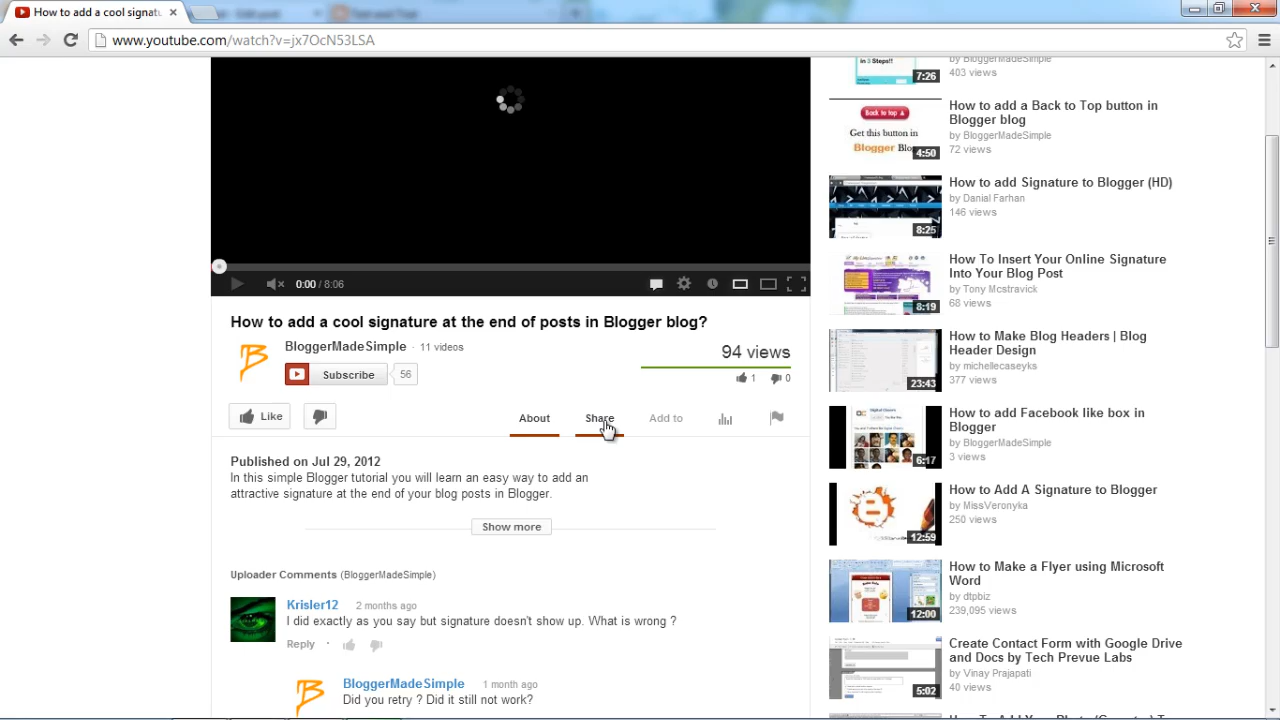 How to add a cool signatu
www.youtube.com/watch?v=jx7OcN53LSA
How to add a cool signature at the end of posts in Blogger blog?
BloggerMadeSimple · 11 videos
Subscribe
94 views
1
0
Like
About
Share
Add to
Published on Jul 29, 2012
In this simple Blogger tutorial you will learn an easy way to add an
attractive signature at the end of your blog posts in Blogger.
Show more
Uploader Comments (BloggerMadeSimple)
Krisler12 2 months ago
I did exactly as you say but signature doesn't show up. What is wrong ?
Reply ·
BloggerMadeSimple 1 month ago
still not work?
in 3 Steps!!
7:26
by BloggerMadeSimple
403 views
Back to top
Get this button in
Blogger Blog
4:50
How to add a Back to Top button in
Blogger blog
by BloggerMadeSimple
72 views
8:25
How to add Signature to Blogger (HD)
by Danial Farhan
146 views
8:19
How To Insert Your Online Signature
Into Your Blog Post
by Tony Mcstravick
68 views
23:43
How to Make Blog Headers | Blog
Header Design
by michellecaseyko
377 views
6:17
How to add Facebook like box in
Blogger
by BloggerMadeSimple
3 views
12:59
How to Add A Signature to Blogger
by MissVeronyka
250 views
12:00
How to Make a Flyer using Microsoft
Word
by dtpbiz
239,095 views
5:02
Create Contact Form with Google Drive
and Docs by Tech Prevue Labs
by Vinay Prajapati
views